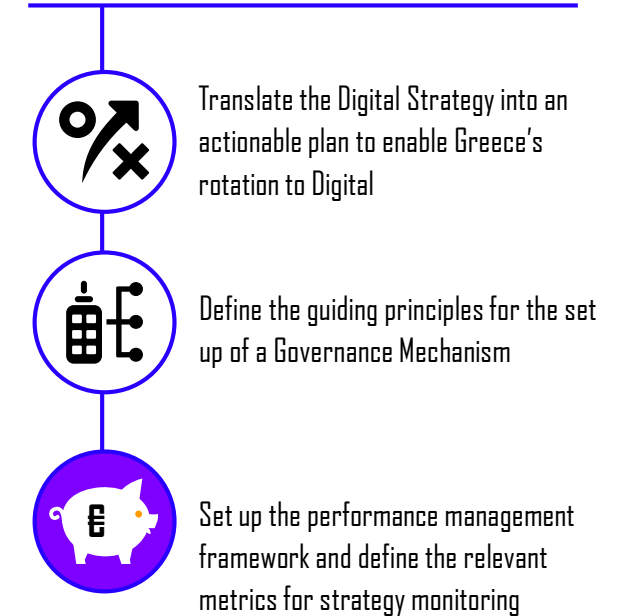 Translate the Digital Strategy into an
actionable plan to enable Greece's
rotation to Digital
Define the guiding principles for the set
up of a Governance Mechanism
€
Set up the performance management
framework and define the relevant
metrics for strategy monitoring